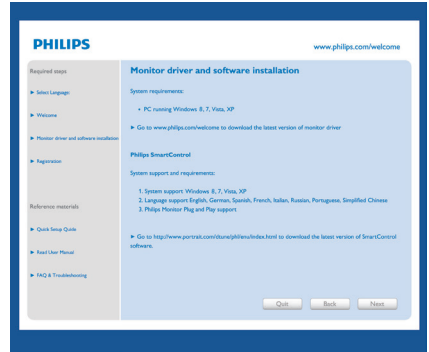 PHILIPS
www.philips.com/welcome
Required steps
► Select Language:
► Welcome
► Monitor driver and software installation
► Registration
Reference materials
► Quick Setup Guide
► Read User Manual
► FAQ & Troubleshooting
Monitor driver and software installation
System requirements:
• PC running Windows 8, 7, Vista, XP
► Go to www.philips.com/welcome to download the latest version of monitor driver
Philips SmartControl
System support and requirements:
1. System support Windows 8, 7, Vista, XP
2. Language support English, German, Spanish, French, Italian, Russian, Portuguese, Simplified Chinese
3. Philips Monitor Plug and Play support.
► Go to http://www.portrait.com/dtune/phl/enu/index.html to download the latest version of SmartControl
software.
Quit
Back
Next